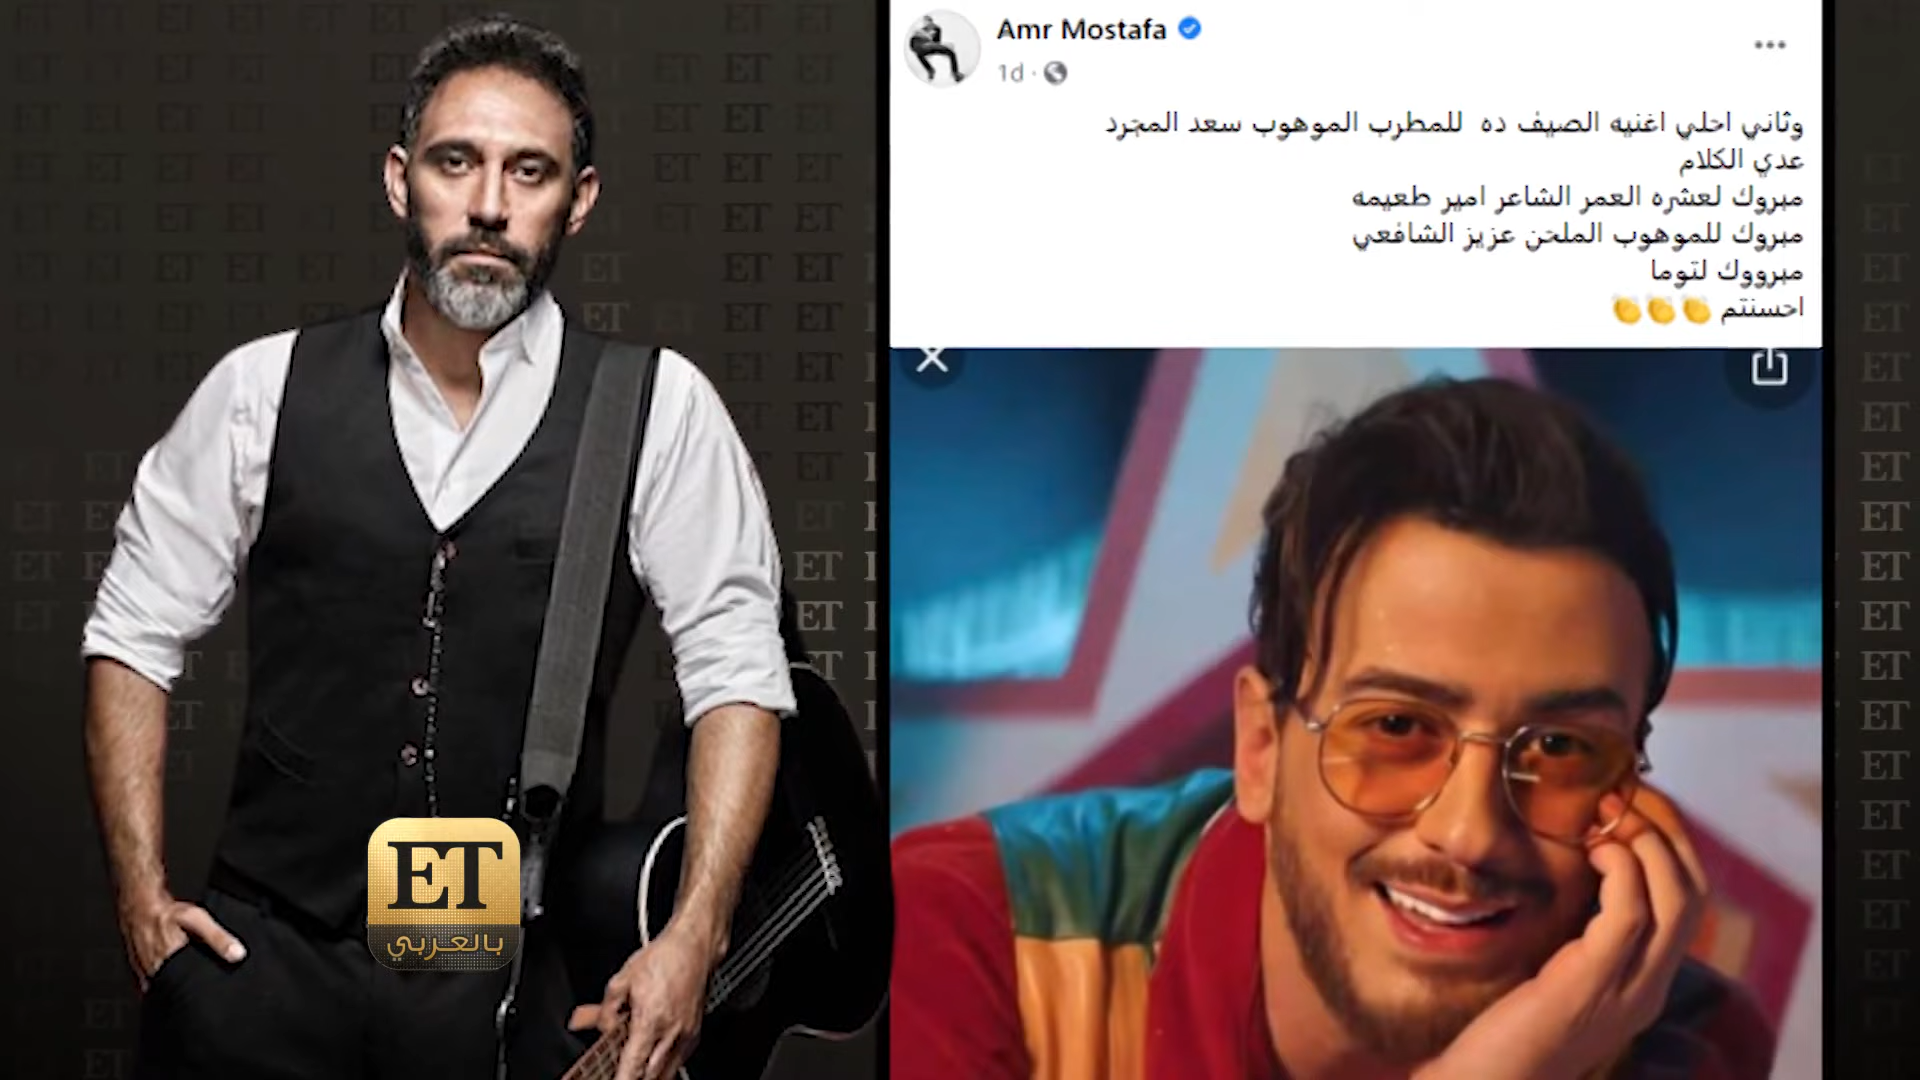 Amr Mostafa
1d
وثاني احلي اغنيه الصيف ده للمطرب الموهوب سعد المجرد
عدي الكلام
مبروك لعشره العمر الشاعر امير طعيمه
مبروك للموهوب الملحن عزيز الشافعي
مبرووك لتوما
احسنتم 👏👏👏
ET
بالعربي